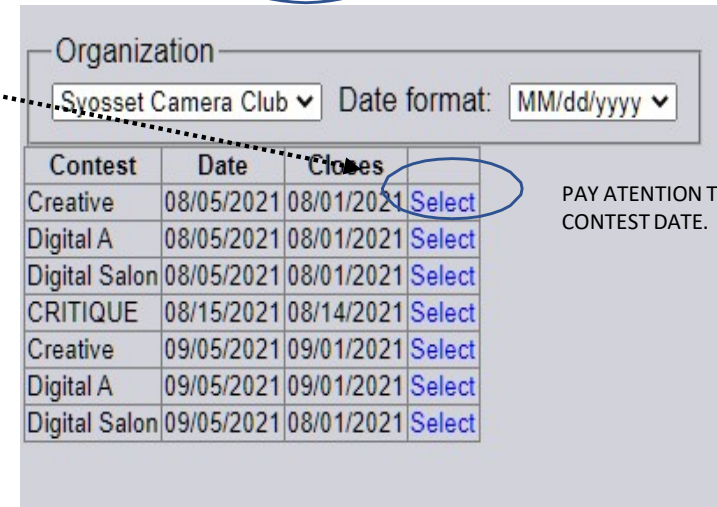 Organization
Syosset Camera Club Date format: MM/dd/yyyy
Contest Date Closes
Creative 08/05/2021 08/01/2021 Select
PAY ATENTION T
CONTEST DATE.
Digital A 08/05/2021 08/01/2021 Select
Digital Salon 08/05/2021 08/01/2021 Select
CRITIQUE 08/15/2021 08/14/2021 Select
Creative 09/05/2021 09/01/2021 Select
Digital A 09/05/2021 09/01/2021 Select
Digital Salon 09/05/2021 08/01/2021 Select